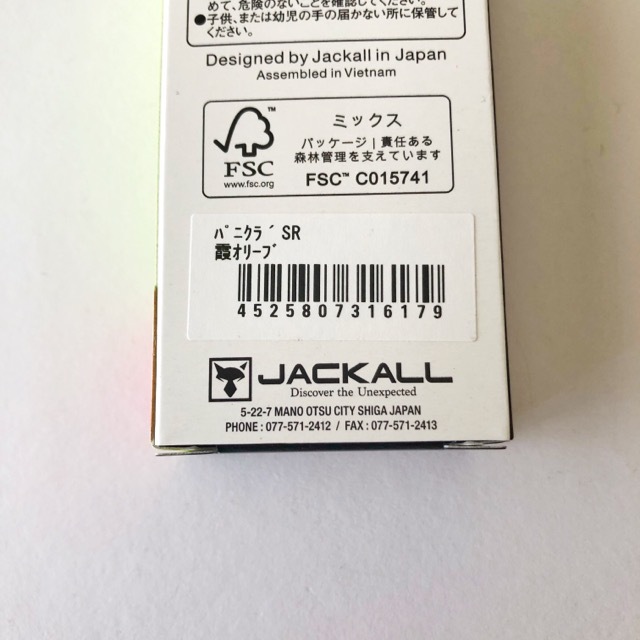 めて、危険のないことを確認してください。
●子供、または幼児の手の届かない所に保管して
ください。
Designed by Jackall in Japan
Assembled in Vietnam
FSC™
www.fsc.org
ミックス
パッケージ | 責任ある
森林管理を支えています
FSC™ C015741
ﾊﾟﾆｸﾗ゛SR
霞ｵﾘｰﾌﾞ
4525807316179
JACKALL
Discover the Unexpected
5-22-7 MANO OTSU CITY SHIGA JAPAN
PHONE : 077-571-2412 / FAX : 077-571-2413